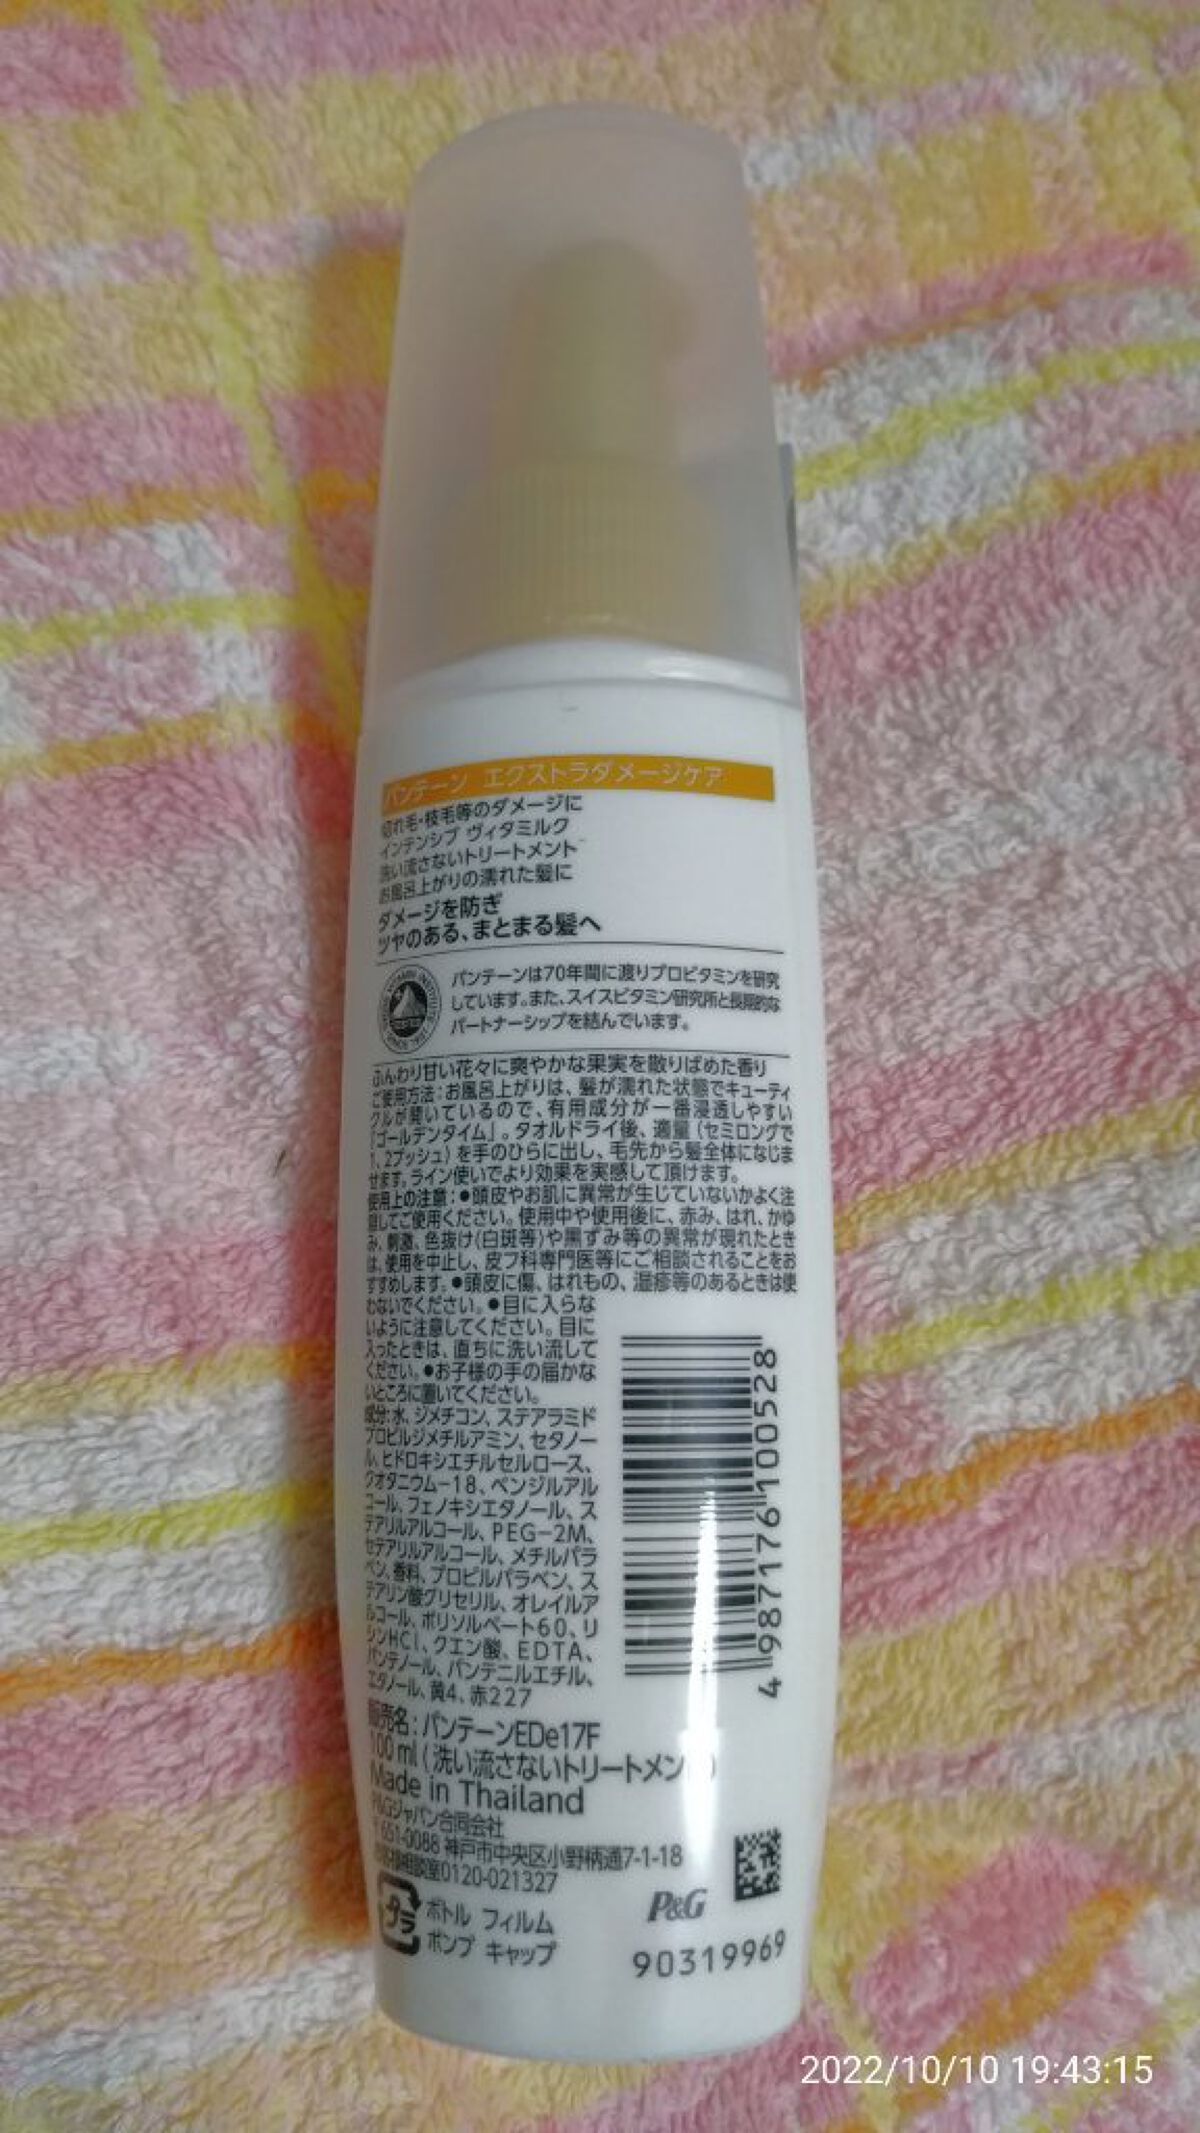 パンテーン エクストラダメージケア
切れ毛・枝毛等のダメージに
インテンシブ ヴィタミルク
洗い流さないトリートメント
お風呂上がりの濡れた髪に
ダメージを防ぎ
ツヤのある、まとまる髪へ
パンテーンは70年間に渡りプロビタミンを研究
しています。また、スイスビタミン研究所と長期的な
パートナーシップを結んでいます。
ふんわり甘い花々に爽やかな果実を散りばめた香り
ご使用方法：お風呂上がりは、髪が濡れた状態でキューティ
クルが開いているので、有用成分が一番浸透しやすい
「ゴールデンタイム」。タオルドライ後、適量（セミロングで
1、2プッシュ）を手のひらに出し、毛先から髪全体になじま
せます。ライン使いでより効果を実感して頂けます。
使用上の注意：●頭皮やお肌に異常が生じていないかよく注
意してご使用ください。使用中や使用後に、赤み、はれ、かゆ
み、刺激、色抜け(白斑等)や黒ずみ等の異常が現れたとき
は、使用を中止し、皮フ科専門医等にご相談されることをお
すすめします。●頭皮に傷、はれもの、湿疹等のあるときは使
わないでください。●目に入らな
いように注意してください。目に
入ったときは、直ちに洗い流して
ください。●お子様の手の届かな
いところに置いてください。
成分：水、ジメチコン、ステアラミド
プロピルジメチルアミン、セタノー
ル、ヒドロキシエチルセルロース、
クオタニウム-18、ベンジルアル
コール、フェノキシエタノール、ス
テアリルアルコール、PEG-2M、
セテアリルアルコール、メチルパラ
ベン、香料、プロピルパラベン、ス
テアリン酸グリセリル、オレイルア
ルコール、ポリソルベート60、リ
シンHCl、クエン酸、EDTA、
パンテノール、パンテニルエチル、
エタノール、黄4、赤227
4 987176 100528
販売名：パンテーンEDe17F
100 ml (洗い流さないトリートメント)
Made in Thailand
P&Gジャパン合同会社
〒651-0088 神戸市中央区小野柄通7-1-18
お客様相談室0120-021327
プラ
ボトル フィルム
ポンプ キャップ
P&G
90319969
2022/10/10 19:43:15